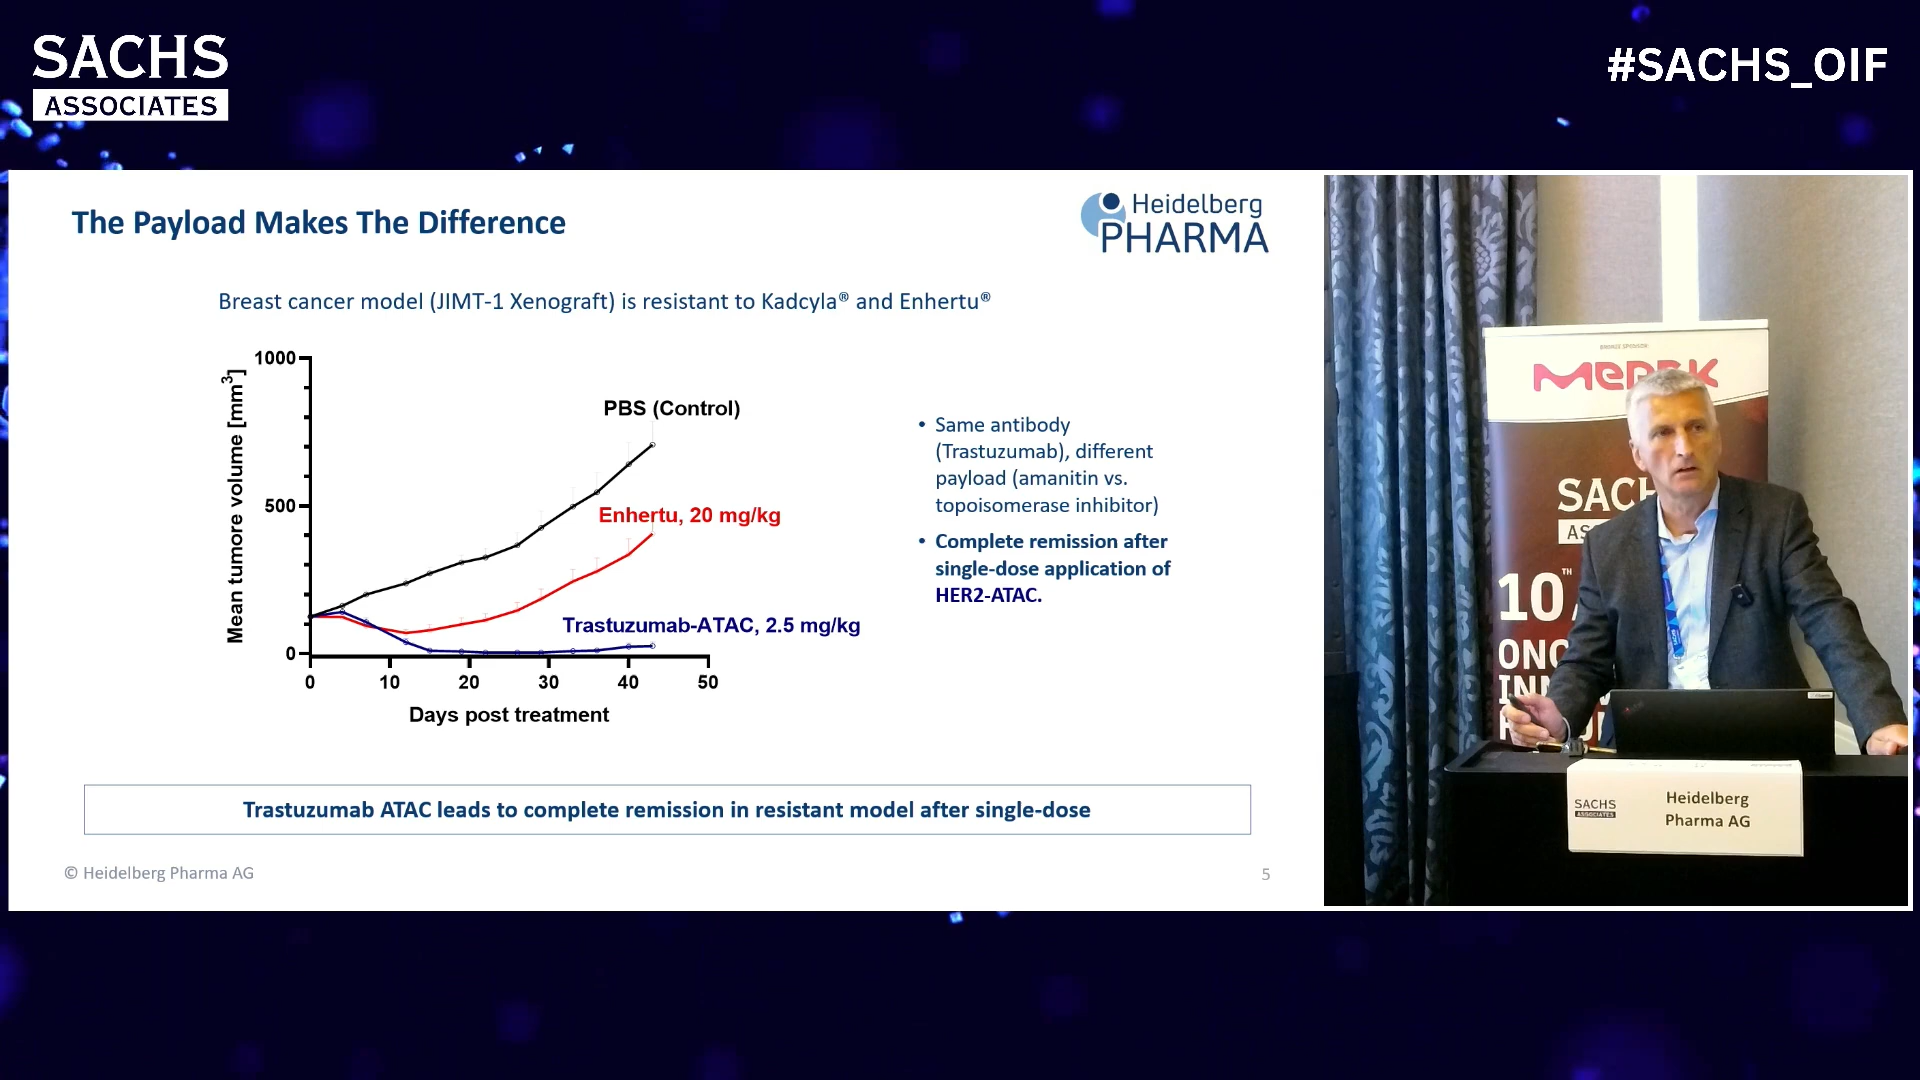 SACHS
ASSOCIATES
#SACHS_OIF
The Payload Makes The Difference
Heidelberg
PHARMA
Breast cancer model (JIMT-1 Xenograft) is resistant to Kadcyla® and Enhertu®
Mean tumore volume [mm3]
1000
500
0
PBS (Control)
Enhertu, 20 mg/kg
Trastuzumab-ATAC, 2.5 mg/kg
0 10 20 30 40 50
Days post treatment
• Same antibody
(Trastuzumab), different
payload (amanitin vs.
topoisomerase inhibitor)
• Complete remission after
single-dose application of
HER2-ATAC.
Trastuzumab ATAC leads to complete remission in resistant model after single-dose
© Heidelberg Pharma AG
5
BRONZE SPONSOR
10TH
SACHS
ASSOCIATES
Heidelberg
Pharma AG